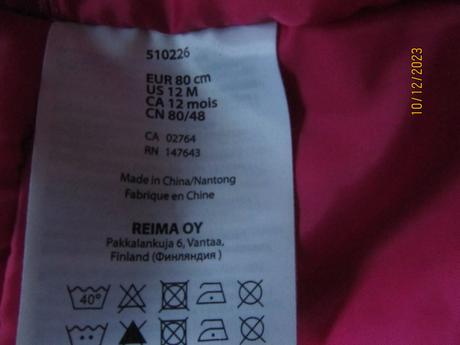 510226
EUR 80 cm
US 12 M
CA 12 mois
CN 80/48
CA 02764
RN 147643
Made in China/Nantong
Fabrique en Chine
REIMA OY
Pakkalankuja 6, Vantaa,
Finland (Финляндия)
40°
10/12/2023